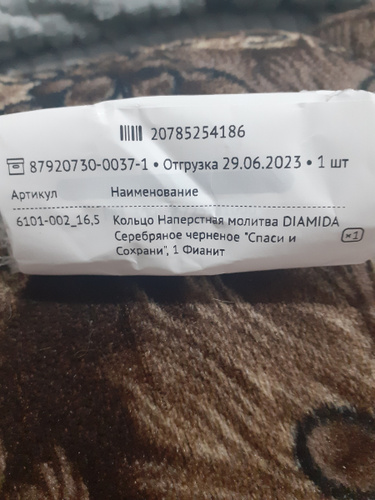 20785254186
87920730-0037-1 • Отгрузка 29.06.2023 • 1 шт
Артикул Наименование
6101-002_16,5 Кольцо Наперстная молитва DIAMIDA
Серебряное черненое "Спаси и
Сохрани", 1 Фианит ×1